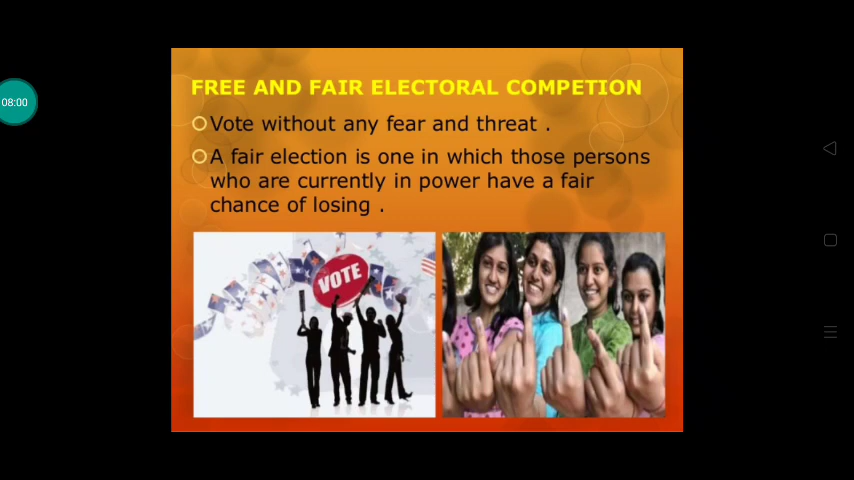 08:00
FREE AND FAIR ELECTORAL COMPETION
Vote without any fear and threat .
A fair election is one in which those persons
who are currently in power have a fair
chance of losing .
VOTE